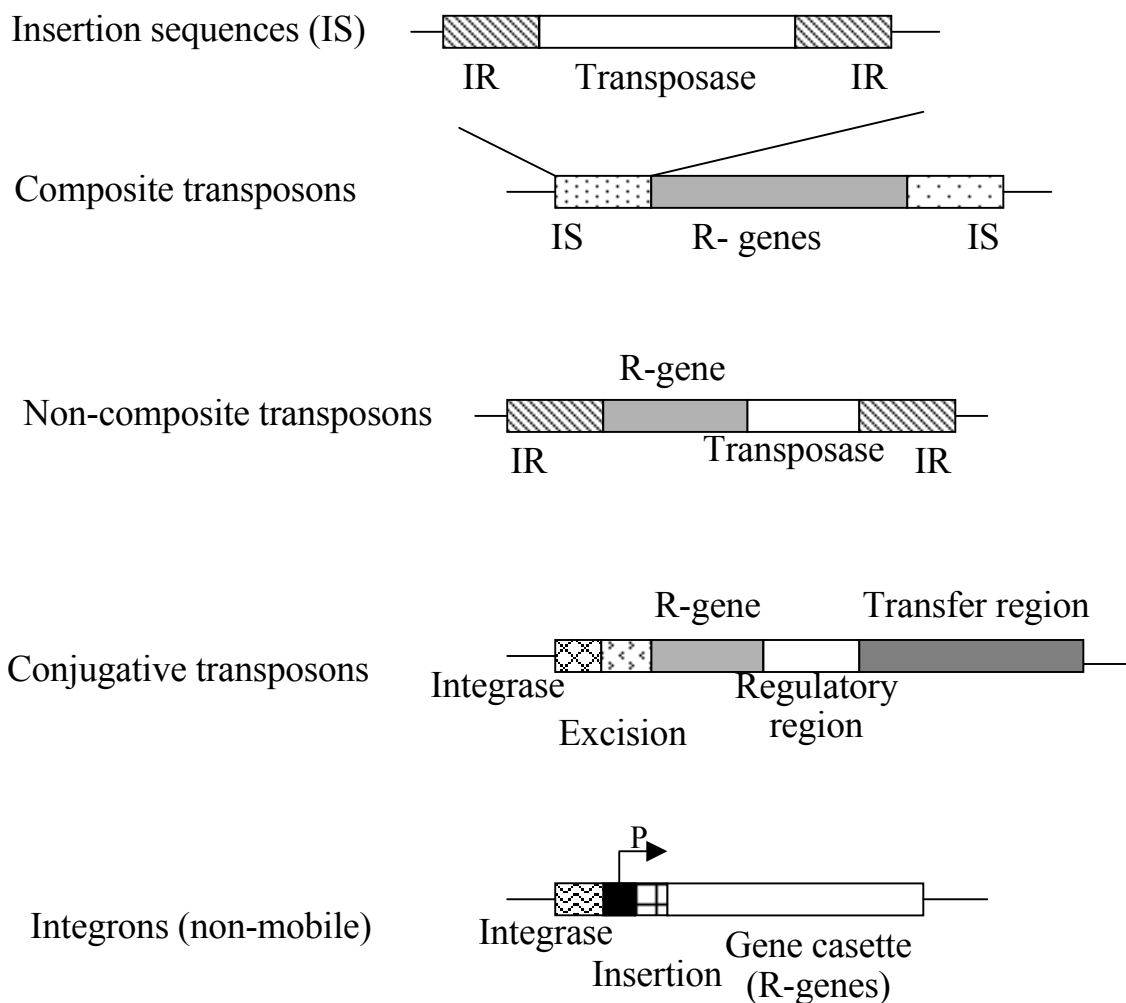 Insertion sequences (IS)
IR Transposase IR
Composite transposons
IS R- genes IS
R-gene
Non-composite transposons
Transposase
IR IR
R-gene Transfer region
Conjugative transposons
Integrase Regulatory
region
Excision
P
Integrons (non-mobile)
Integrase Gene casette
Insertion (R-genes)